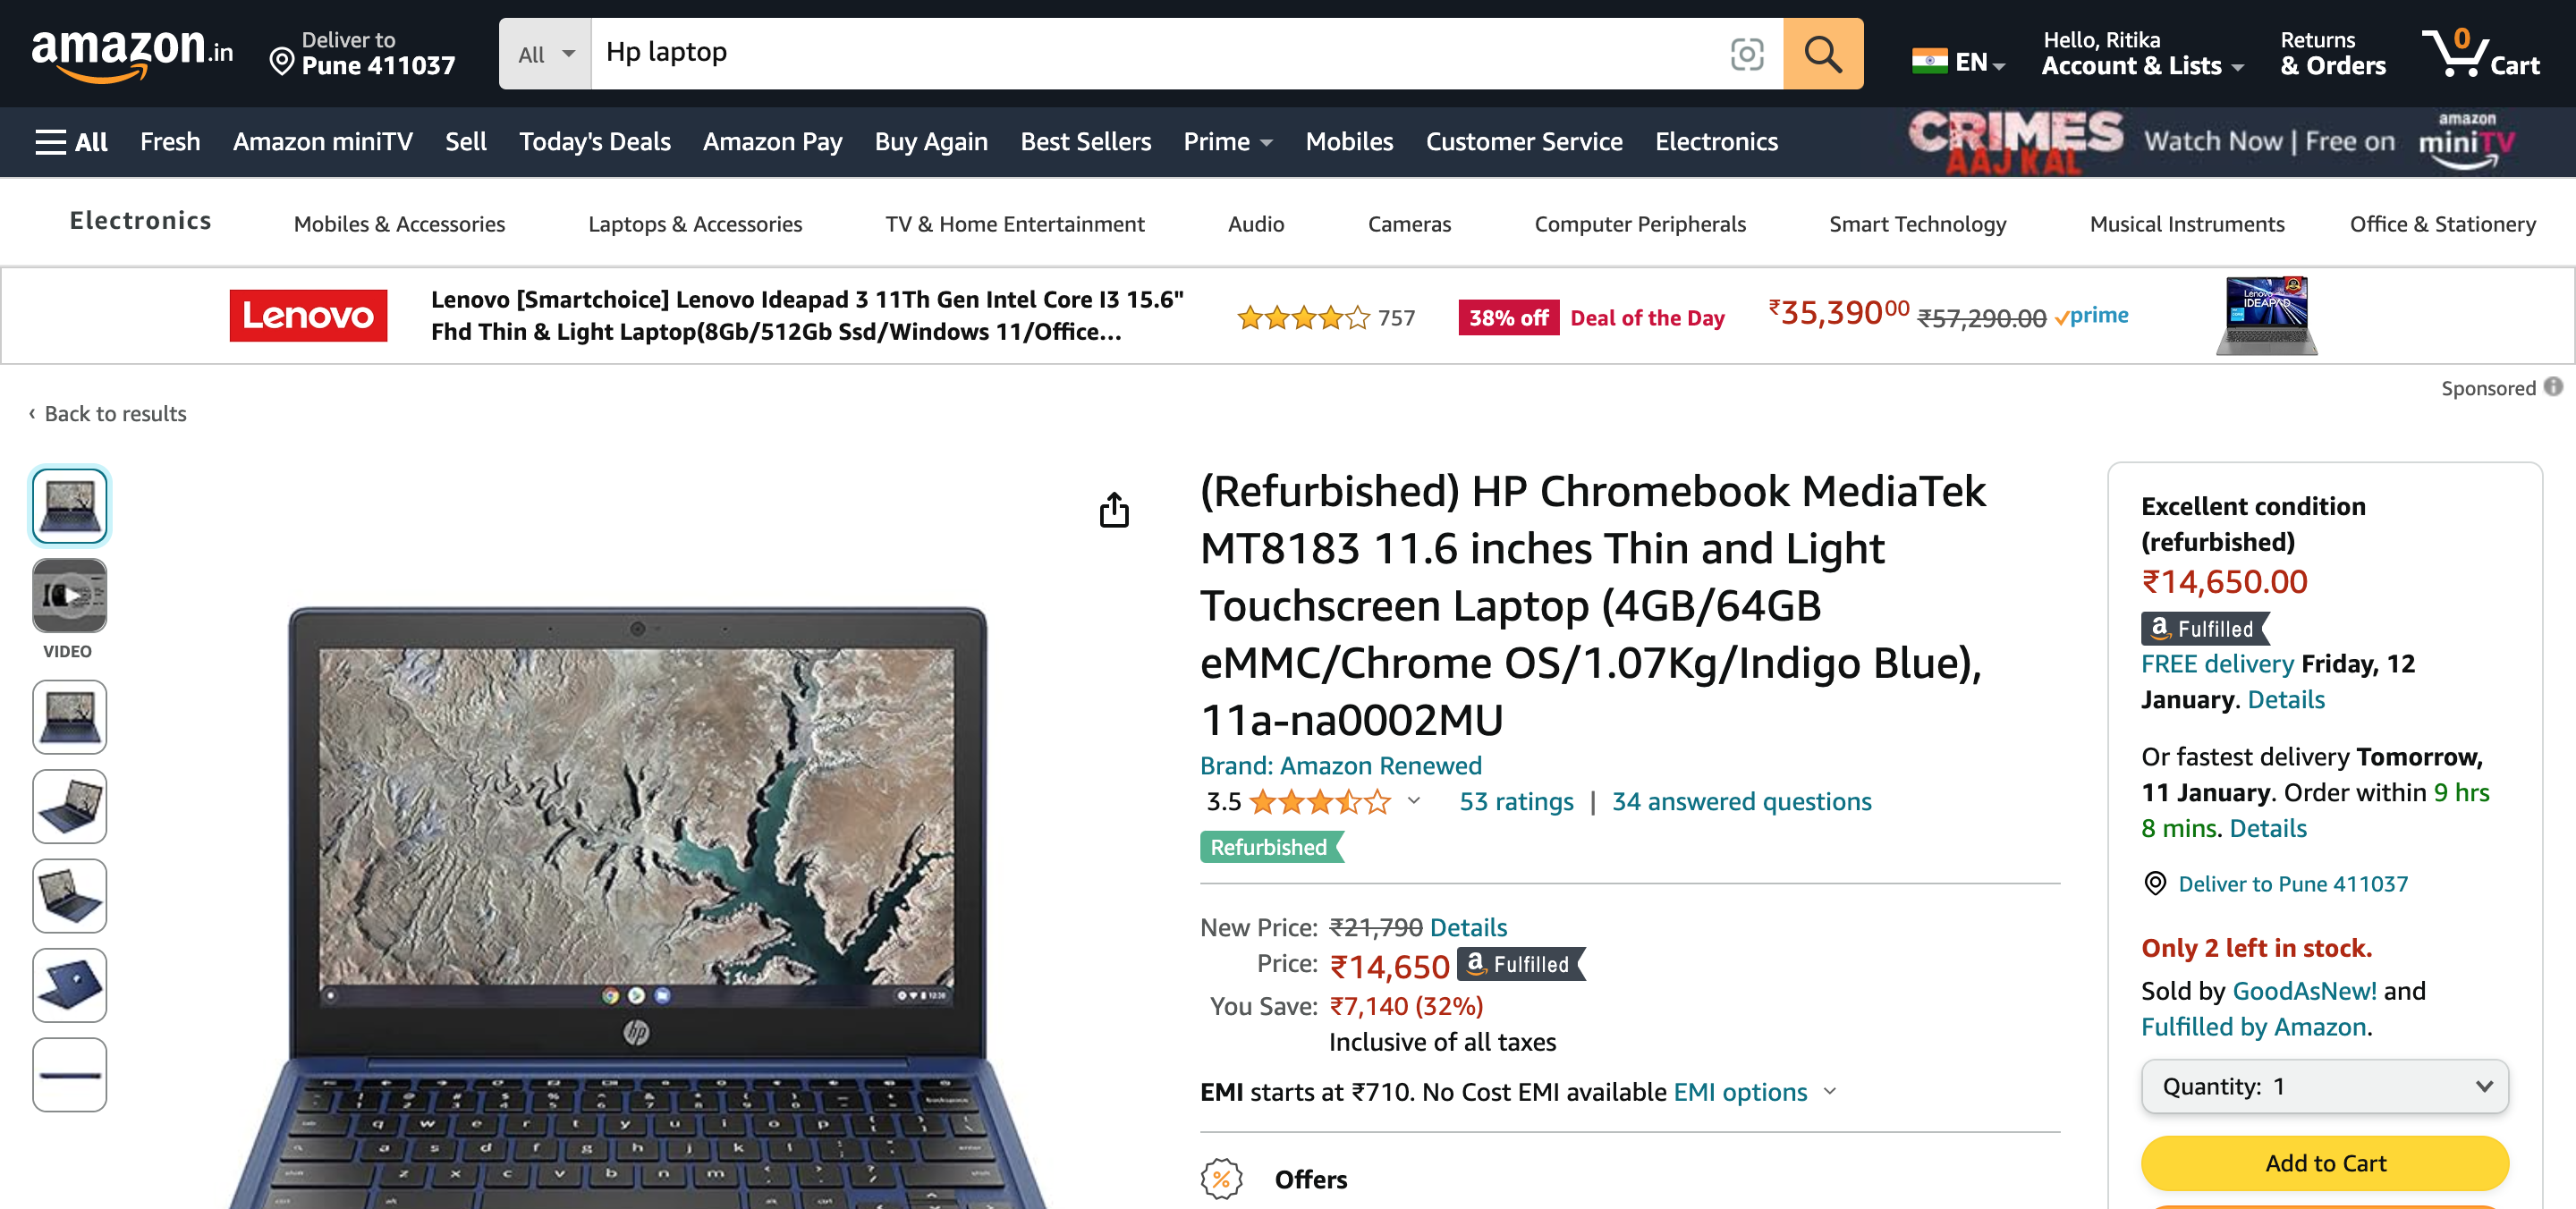 amazon.in
Deliver to
Pune 411037
All
Hp laptop
EN
Hello, Ritika
Account & Lists
Returns
& Orders
0
Cart
All
Fresh
Amazon miniTV
Sell
Today's Deals
Amazon Pay
Buy Again
Best Sellers
Prime
Mobiles
Customer Service
Electronics
CRIMES
AAJ KAL
Watch Now | Free on
amazon
miniTV
Electronics
Mobiles & Accessories
Laptops & Accessories
TV & Home Entertainment
Audio
Cameras
Computer Peripherals
Smart Technology
Musical Instruments
Office & Stationery
Lenovo
Lenovo [Smartchoice] Lenovo Ideapad 3 11Th Gen Intel Core I3 15.6"
Fhd Thin & Light Laptop(8Gb/512Gb Ssd/Windows 11/Office...
757
38% off
Deal of the Day
₹35,39000
₹57,290.00
prime
Sponsored
‹ Back to results
VIDEO
hp
(Refurbished) HP Chromebook MediaTek
MT8183 11.6 inches Thin and Light
Touchscreen Laptop (4GB/64GB
eMMC/Chrome OS/1.07Kg/Indigo Blue),
11a-na0002MU
Brand: Amazon Renewed
3.5
53 ratings | 34 answered questions
Refurbished
New Price: ₹21,790 Details
Price: ₹14,650 a Fulfilled
You Save: ₹7,140 (32%)
Inclusive of all taxes
EMI starts at ₹710. No Cost EMI available EMI options
Offers
Excellent condition
(refurbished)
₹14,650.00
a Fulfilled
FREE delivery Friday, 12
January. Details
Or fastest delivery Tomorrow,
11 January. Order within 9 hrs
8 mins. Details
Deliver to Pune 411037
Only 2 left in stock.
Sold by GoodAsNew! and
Fulfilled by Amazon.
Quantity: 1
Add to Cart